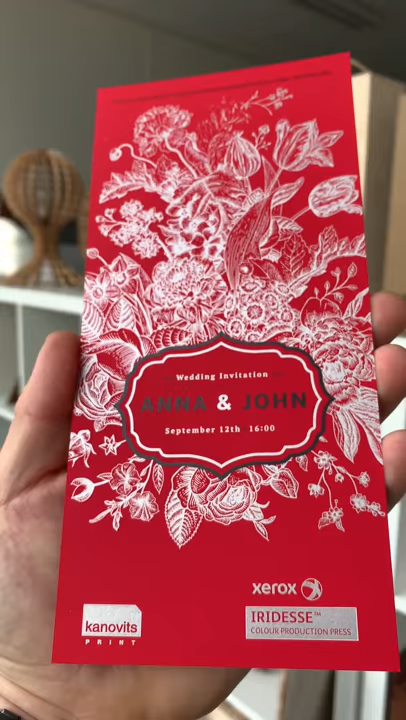 Wedding Invitation
ANNA & JOHN
September 12th 16:00
xerox
kanovits
PRINT
IRIDESSE™
COLOUR PRODUCTION PRESS